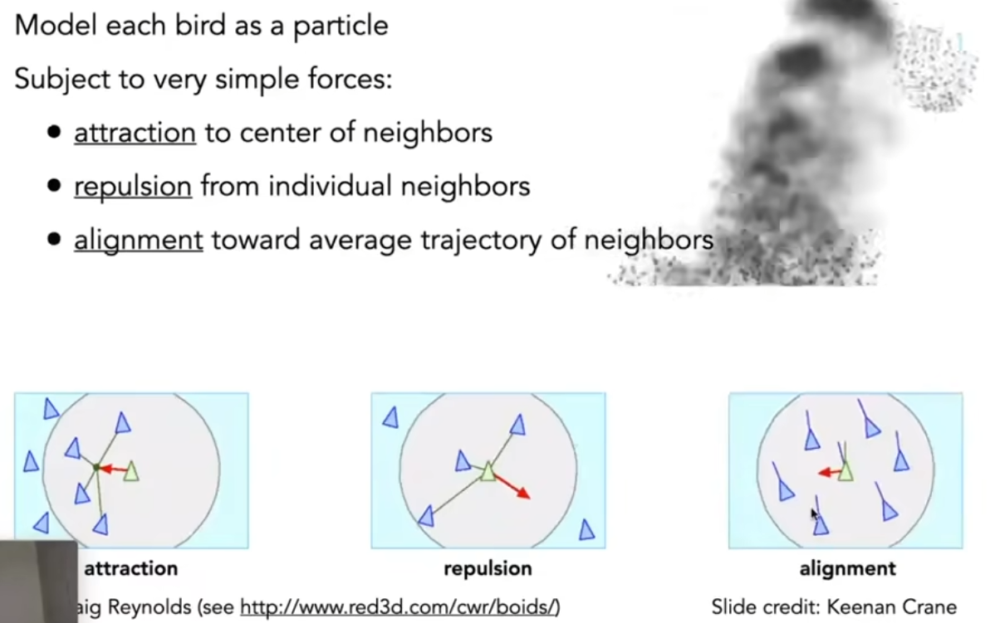 Model each bird as a particle
Subject to very simple forces:
• attraction to center of neighbors
• repulsion from individual neighbors
• alignment toward average trajectory of neighbors
attraction
repulsion
alignment
aig Reynolds (see http://www.red3d.com/cwr/boids/)
Slide credit: Keenan Crane